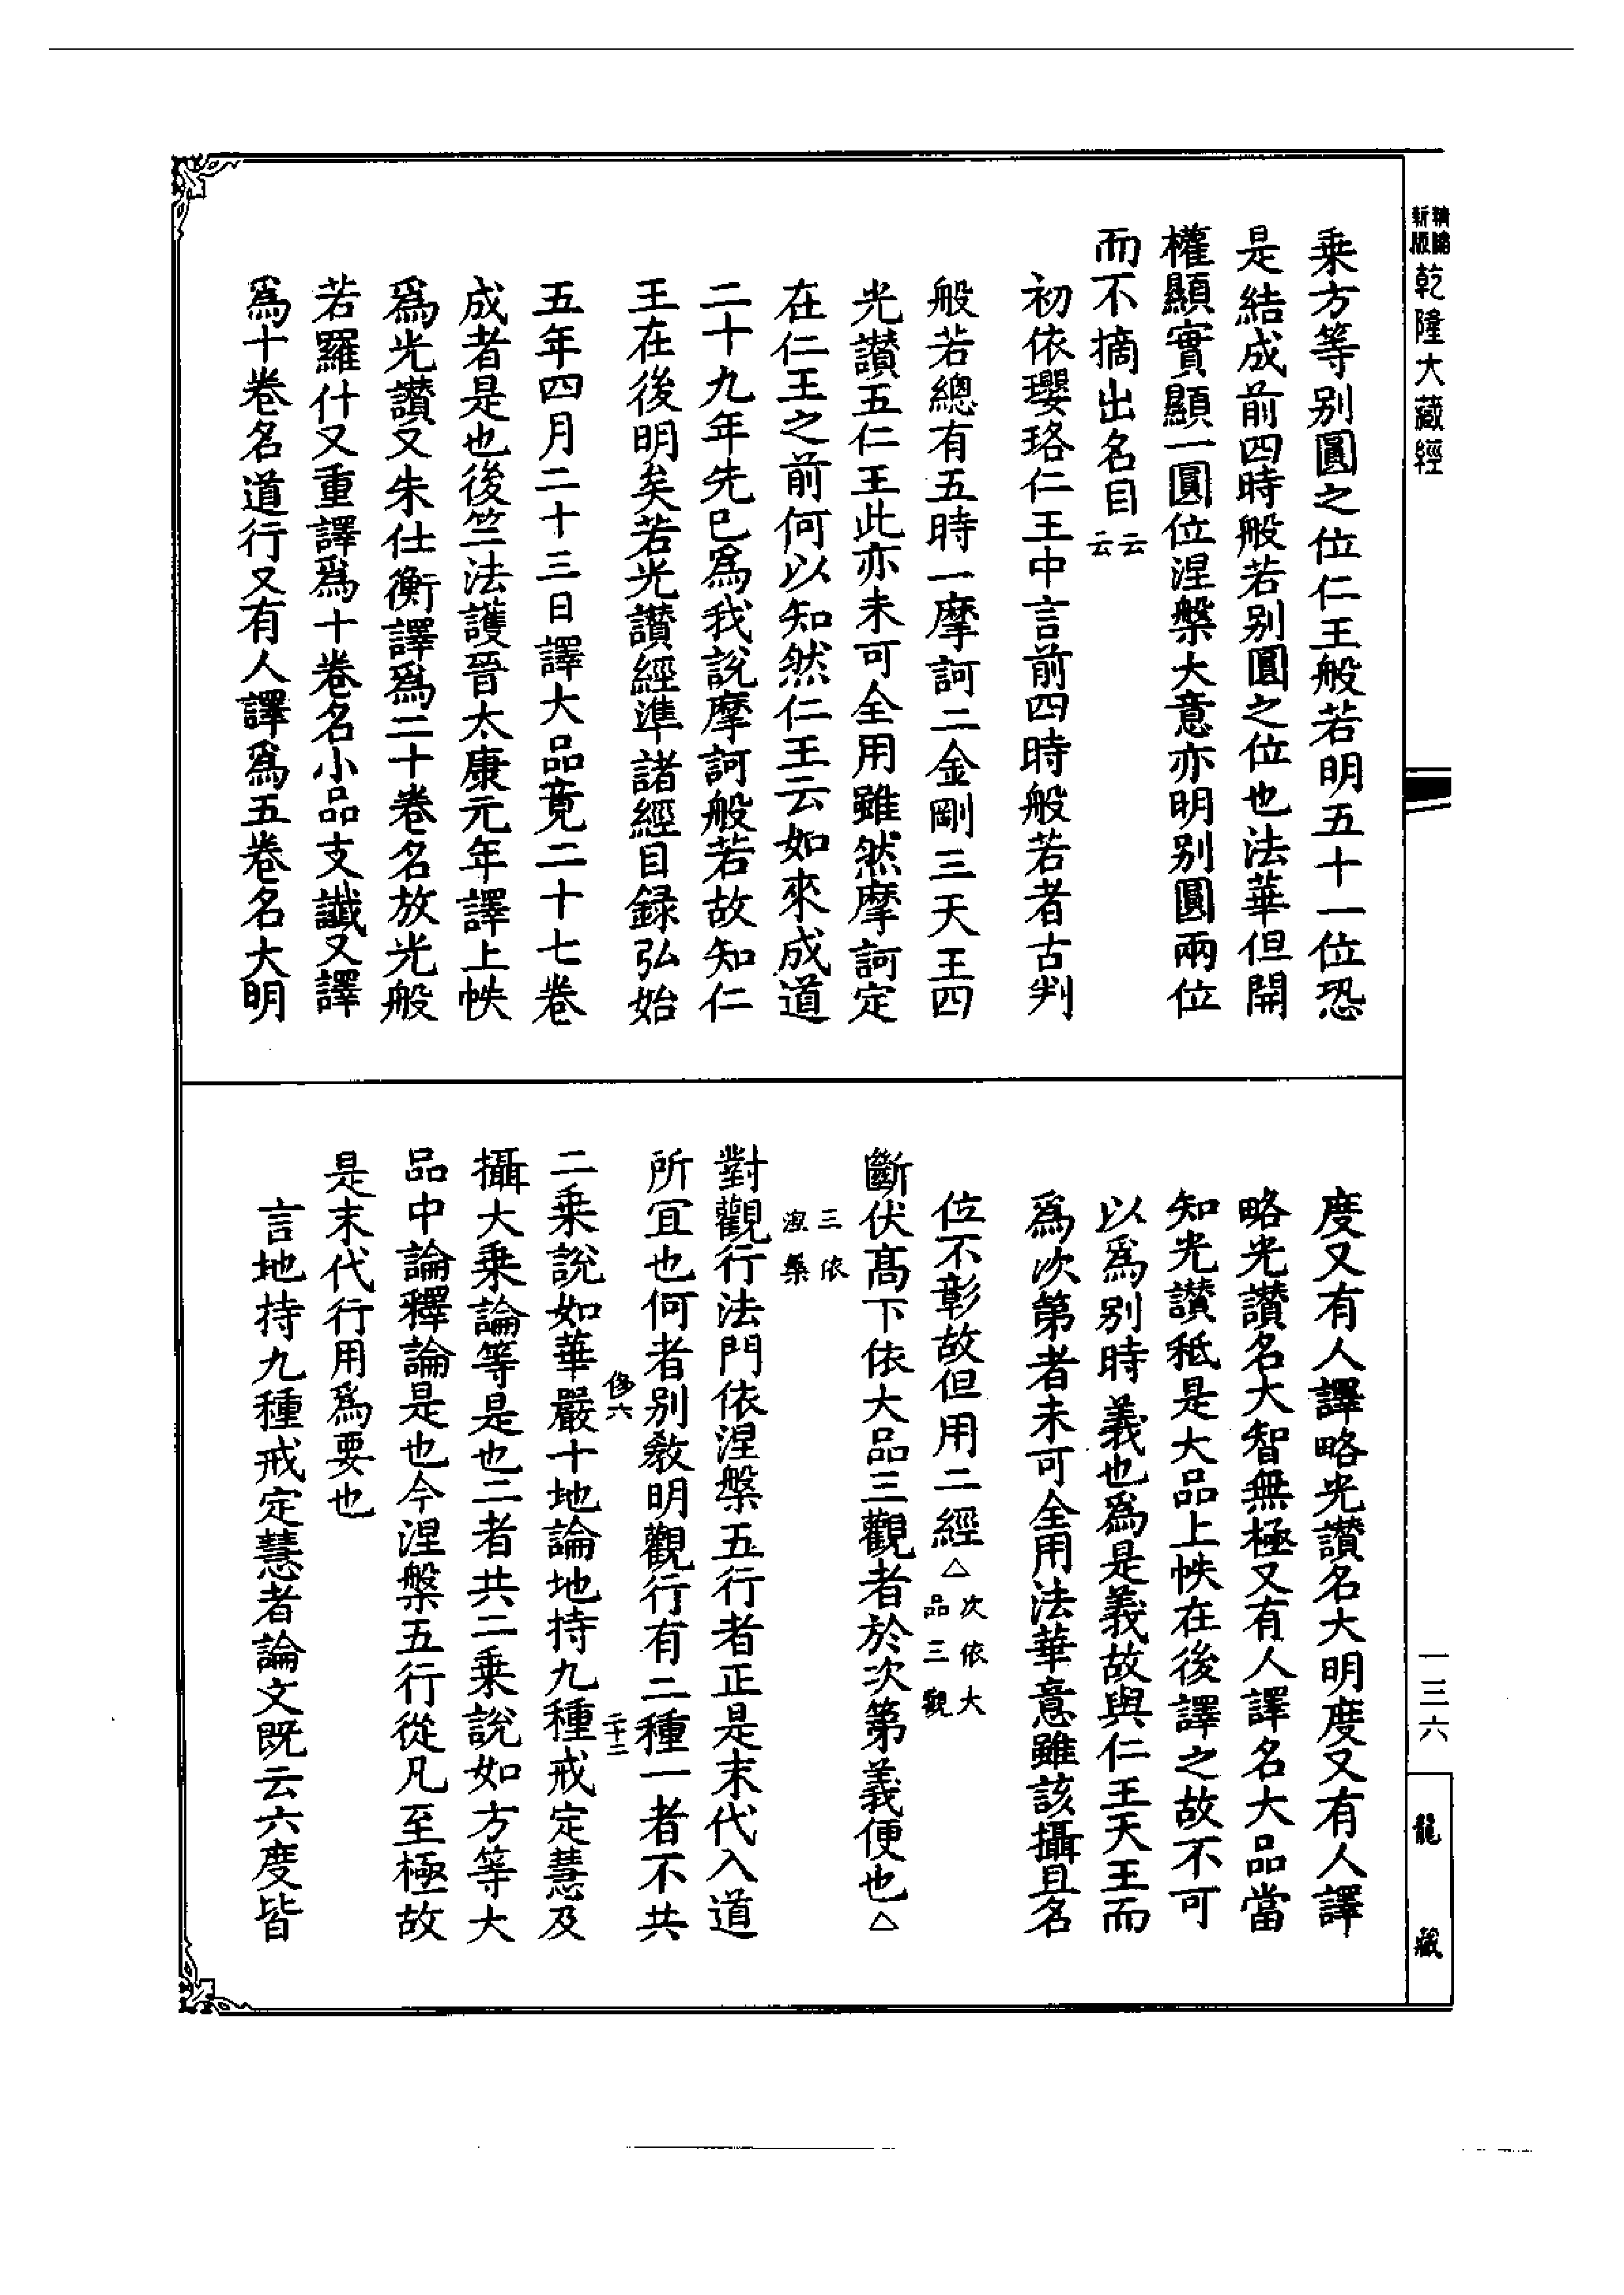 新版精縮乾隆大藏經
乗方等別圓之位仁王般若明五十一位恐
是結成前四時般若別圓之位也法華但開
權顯實顯一圓位涅槃大意亦明別圓兩位
而不摘出名目云云
初依瓔珞仁王中言前四時般若者古判
般若總有五時一摩訶二金剛三天王四
光讃五仁王此亦未可全用雖然摩訶定
在仁王之前何以知然仁王云如來成道
二十九年先已爲我說摩訶般若故知仁
王在後明矣若光讃經準諸經目録弘始
五年四月二十三日譯大品竟二十七卷
成者是也後竺法護晉太康元年譯上帙
爲光讃又朱仕衡譯爲二十卷名放光般
若羅什又重譯爲十卷名小品支讖又譯
爲十卷名道行又有人譯爲五卷名大明
度又有人譯略光讃名大明度又有人譯
略光讃名大智無極又有人譯名大品當
知光讃秪是大品上帙在後譯之故不可
以爲別時義也爲是義故與仁王天王而
爲次第者未可全用法華意雖該攝且名
位不彰故但用二經△次依大品三觀
斷伏高下依大品三觀者於次第義便也△
三依涅槃
對觀行法門依涅槃五行者正是末代入道
所宜也何者別敎明觀行有二種一者不共
修六
二十二
二乗說如華嚴十地論地持九種戒定慧及
攝大乗論等是也二者共二乗說如方等大
品中論釋論是也今涅槃五行從凡至極故
是末代行用爲要也
言地持九種戒定慧者論文既云六度皆
一三六
龍藏